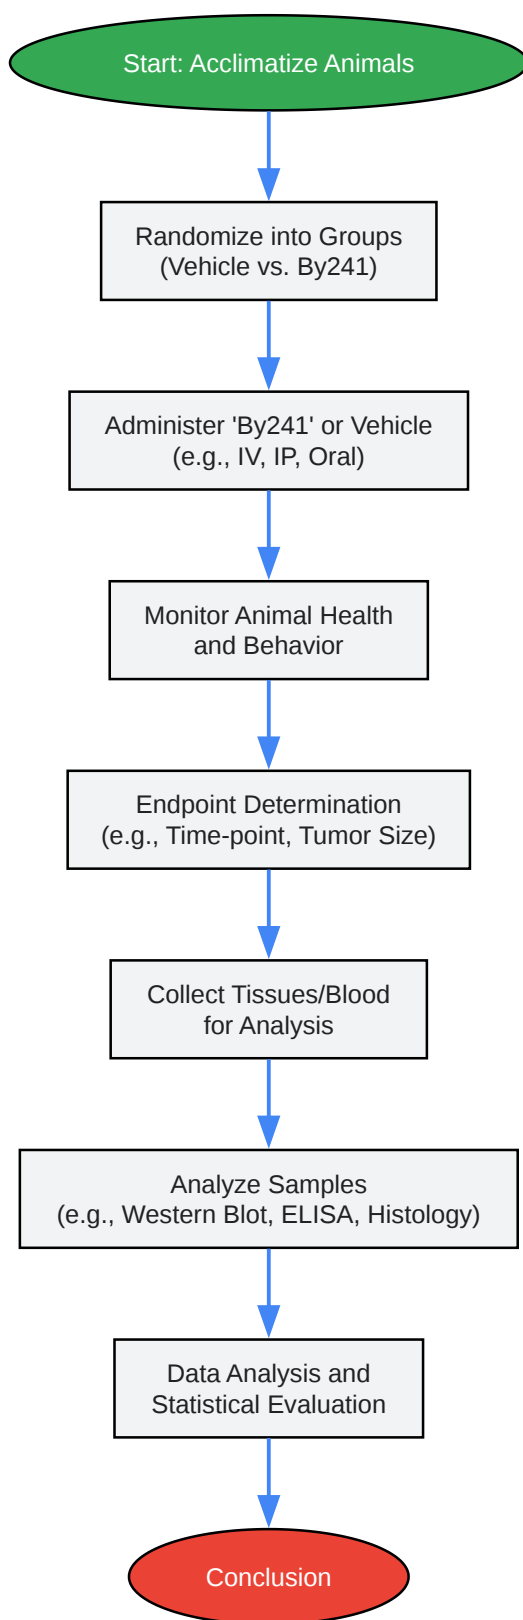 Start: Acclimatize Animals
Randomize into Groups
(Vehicle vs. By241)
Administer 'By241' or Vehicle
(e.g., IV, IP, Oral)
Monitor Animal Health
and Behavior
Endpoint Determination
(e.g., Time-point, Tumor Size)
Collect Tissues/Blood
for Analysis
Analyze Samples
(e.g., Western Blot, ELISA, Histology)
Data Analysis and
Statistical Evaluation
Conclusion